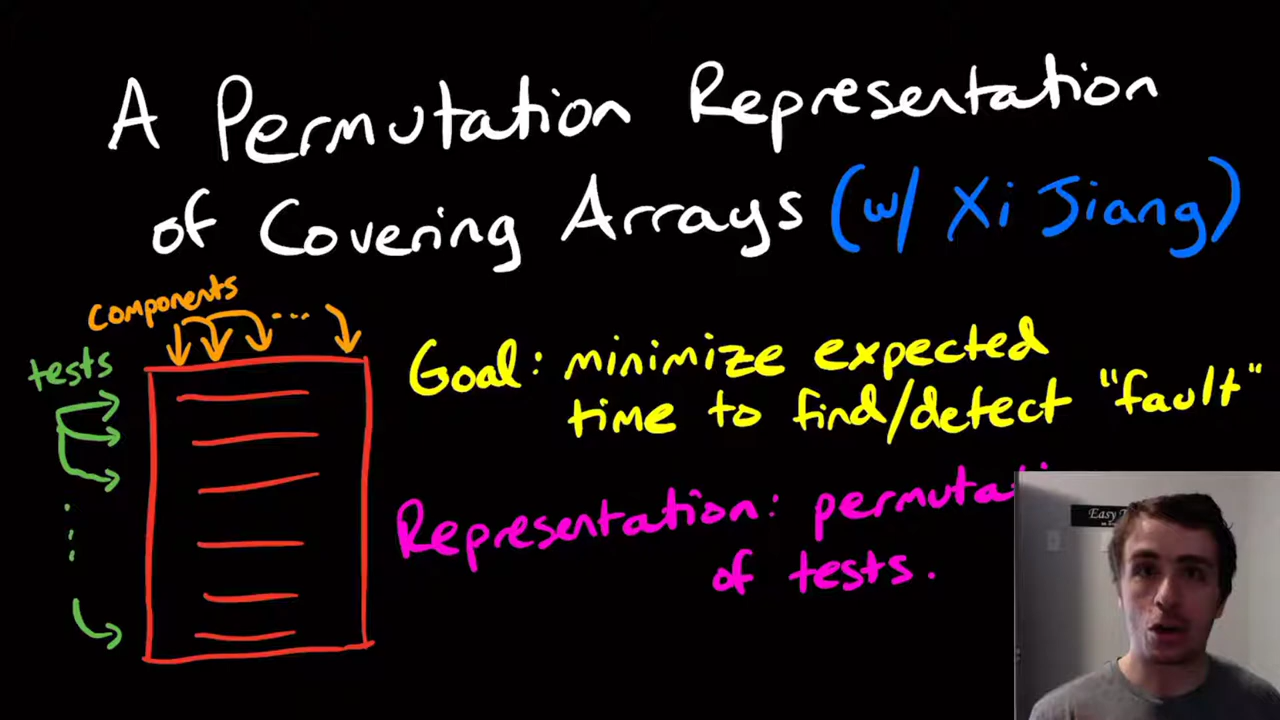 A Permutation Representation
of Covering Arrays (w/ Xi Jiang)
components
...
tests
Goal: minimize expected
time to find/detect "fault"
Representation:
of tests.
Easy